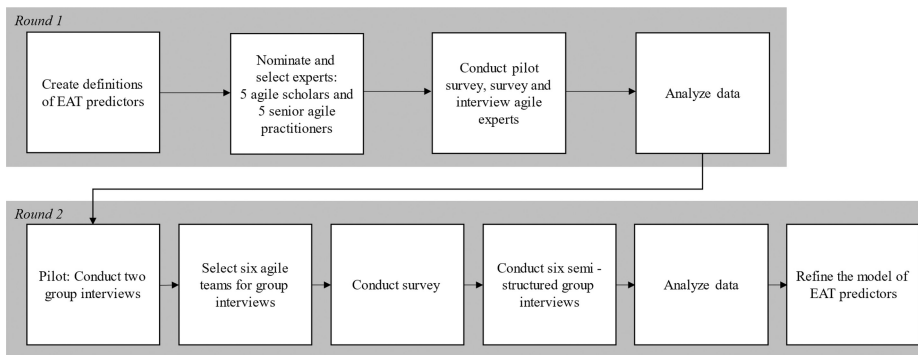 Round 1
Create definitions
of EAT predictors
Nominate and
select experts:
5 agile scholars and
5 senior agile
practitioners
Conduct pilot
survey, survey and
interview agile
experts
Analyze data
Round 2
Pilot: Conduct two
group interviews
Select six agile
teams for group
interviews
Conduct survey
Conduct six semi -
structured group
interviews
Analyze data
Refine the model of
EAT predictors